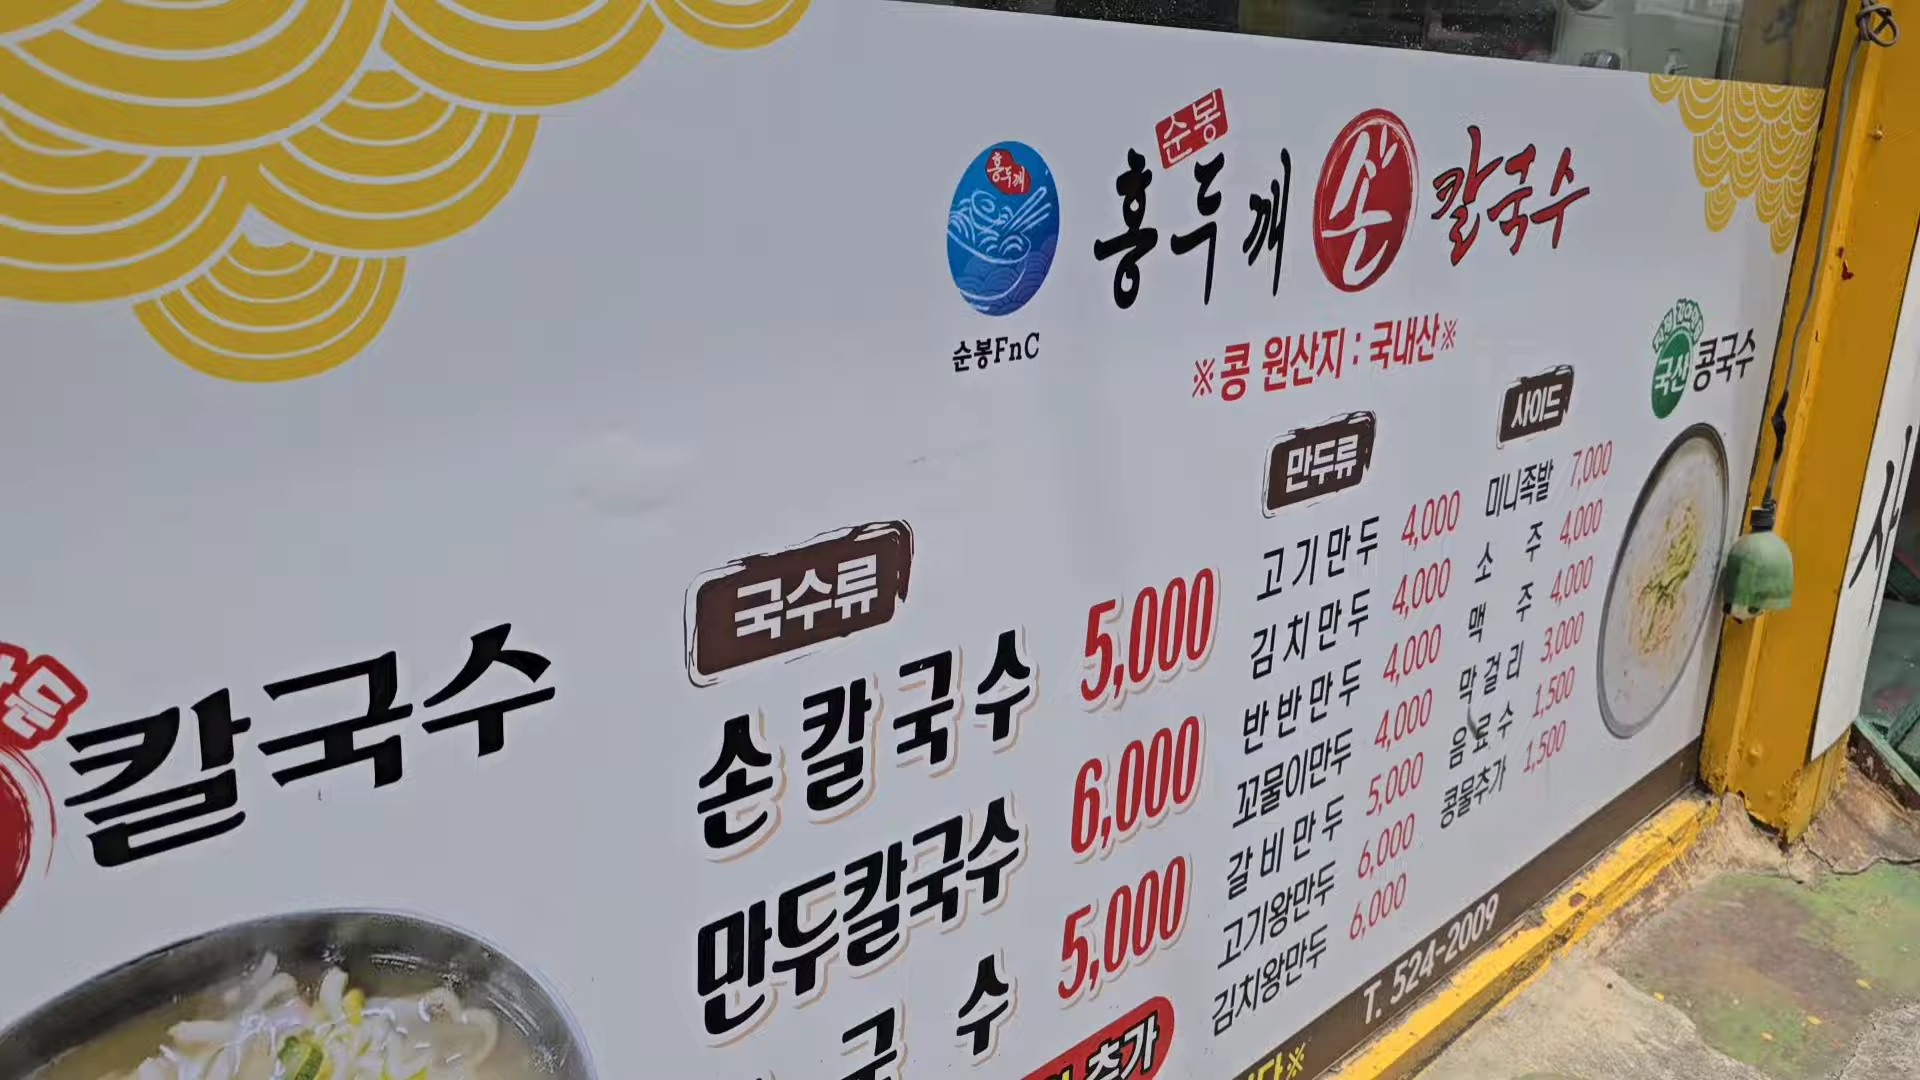 순봉
홍두깨 손 칼국수
홍두깨
순봉FnC
※콩 원산지 : 국내산※
국산 콩국수
칼국수
국수류
손칼국수 5,000
만두칼국수 6,000
국 수 5,000
추가
만두류
고기만두 4,000
김치만두 4,000
반반만두 4,000
꼬물이만두 4,000
갈비만두 5,000
고기왕만두 6,000
김치왕만두 6,000
사이드
미니족발 7,000
소 주 4,000
맥 주 4,000
막걸리 3,000
음료수 1,500
콩물추가 1,500
T. 524-2009